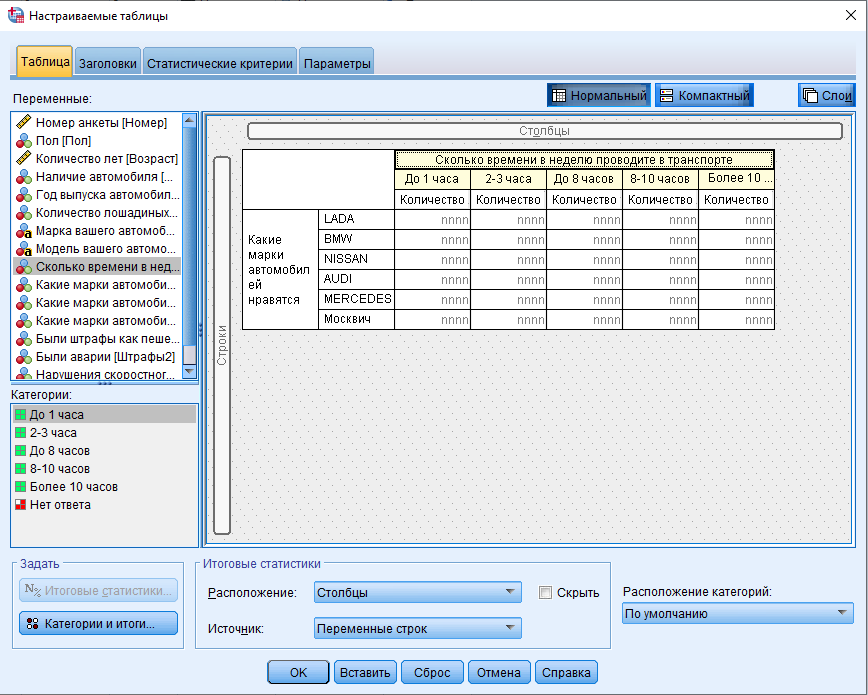 Настраиваемые таблицы
Таблица Заголовки Статистические критерии Параметры
Переменные:
Нормальный Компактный Слои
Номер анкеты [Номер]
Пол [Пол]
Количество лет [Возраст]
Наличие автомобиля [...
Год выпуска автомобил...
Количество лошадиных...
Марка вашего автомоб...
Модель вашего автомо...
Сколько времени в нед...
Какие марки автомоби...
Какие марки автомоби...
Какие марки автомоби...
Были штрафы как пеше...
Были аварии [Штрафы2]
Нарушения скоростног...
Категории:
До 1 часа
2-3 часа
До 8 часов
8-10 часов
Более 10 часов
Нет ответа
Столбцы
Строки
Сколько времени в неделю проводите в транспорте
До 1 часа 2-3 часа До 8 часов 8-10 часов Более 10 ...
Количество Количество Количество Количество Количество
Какие
марки
автомобил
ей
нравятся
LADA nnnn nnnn nnnn nnnn nnnn
BMW nnnn nnnn nnnn nnnn nnnn
NISSAN nnnn nnnn nnnn nnnn nnnn
AUDI nnnn nnnn nnnn nnnn nnnn
MERCEDES nnnn nnnn nnnn nnnn nnnn
Москвич nnnn nnnn nnnn nnnn nnnn
Задать
N% Итоговые статистики...
Категории и итоги...
Итоговые статистики
Расположение: Столбцы Скрыть
Источник: Переменные строк
Расположение категорий:
По умолчанию
OK Вставить Сброс Отмена Справка